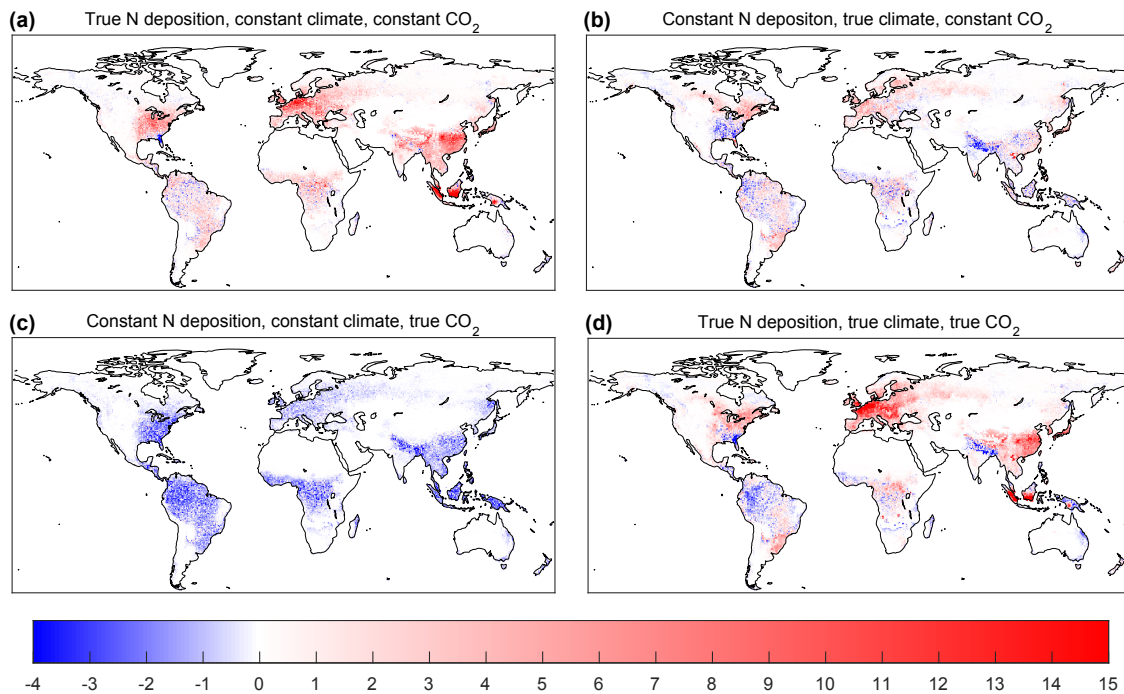 (a) True N deposition, constant climate, constant CO2
(b) Constant N depositon, true climate, constant CO2
(c) Constant N deposition, constant climate, true CO2
(d) True N deposition, true climate, true CO2
-4 -3 -2 -1 0 1 2 3 4 5 6 7 8 9 10 11 12 13 14 15